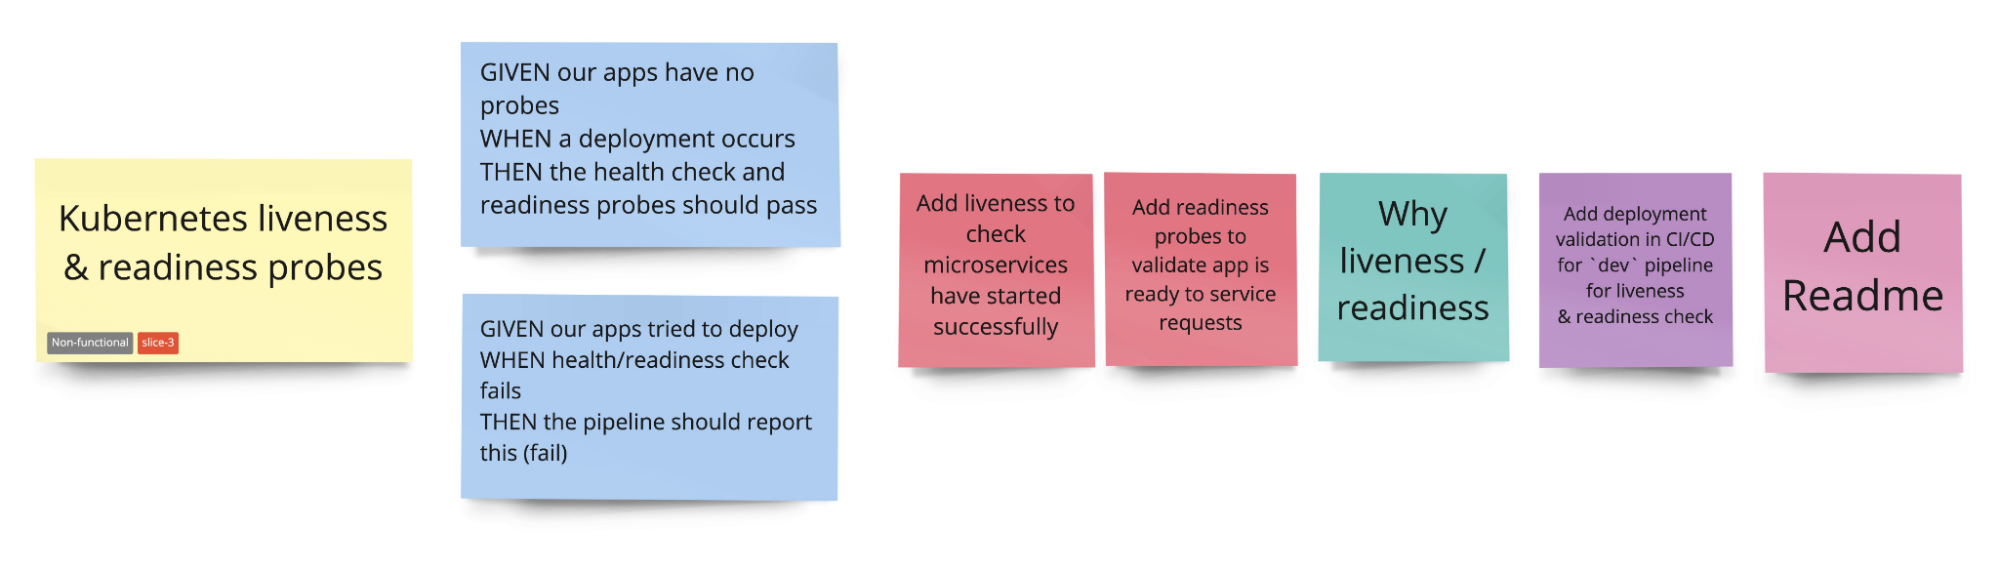 Kubernetes liveness
& readiness probes
Non-functional
slice-3
GIVEN our apps have no
probes
WHEN a deployment occurs
THEN the health check and
readiness probes should pass
GIVEN our apps tried to deploy
WHEN health/readiness check
fails
THEN the pipeline should report
this (fail)
Add liveness to
check
microservices
have started
successfully
Add readiness
probes to
validate app is
ready to service
requests
Why
liveness /
readiness
Add deployment
validation in CI/CD
for `dev` pipeline
for liveness
& readiness check
Add
Readme